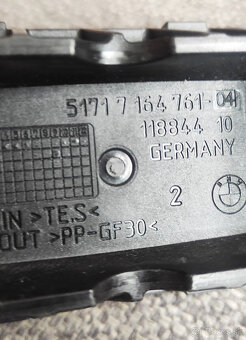 5171 7 164 761-04
118844 10
GERMANY
2
IN >TE.S<
OUT >PP-GF30<